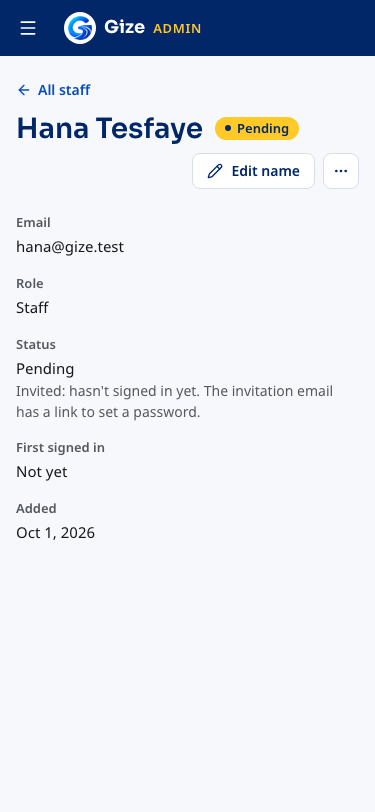 Gize ADMIN
All staff
Hana Tesfaye
Pending
Edit name
Email
hana@gize.test
Role
Staff
Status
Pending
Invited: hasn't signed in yet. The invitation email
has a link to set a password.
First signed in
Not yet
Added
Oct 1, 2026